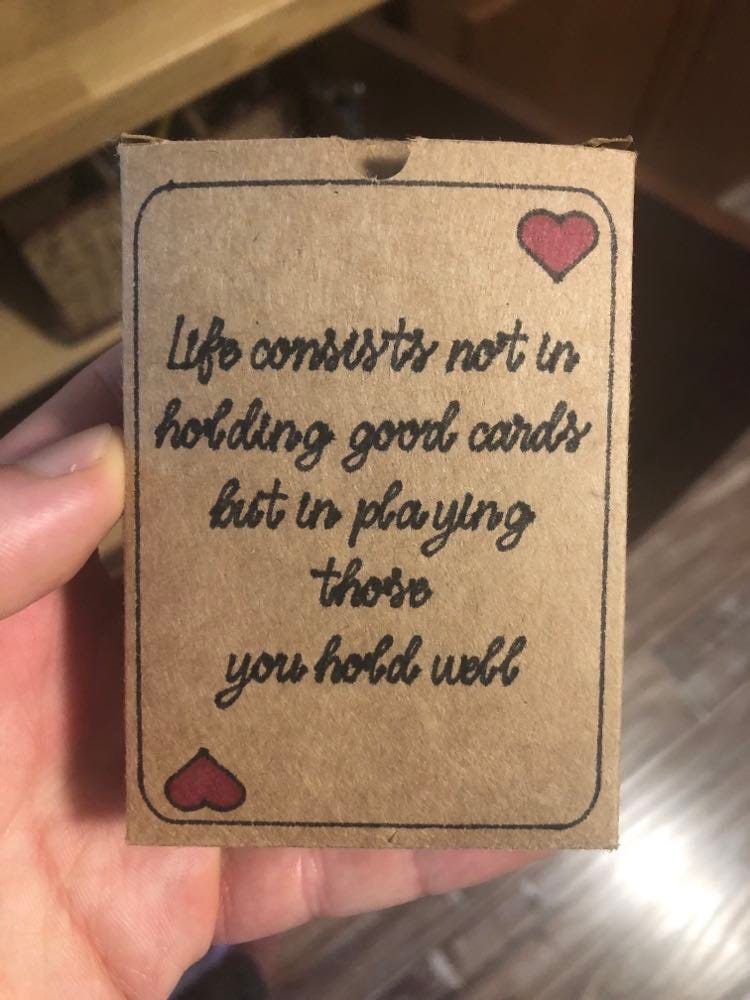 Life consists not in
holding good cards
but in playing
those
you hold well